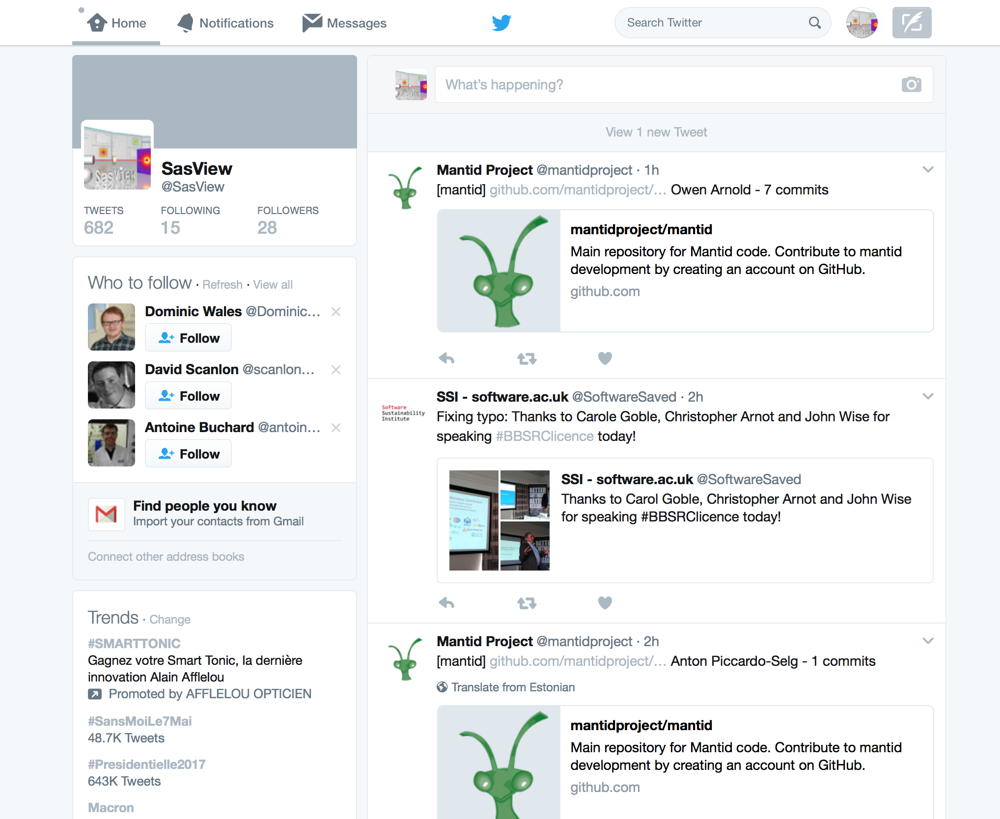 Home
Notifications
Messages
Search Twitter
SasView
@SasView
TWEETS
FOLLOWING
FOLLOWERS
682
15
28
Who to follow · Refresh · View all
Dominic Wales @Dominic...
Follow
David Scanlon @scanlon...
Follow
Antoine Buchard @antoin...
Follow
Find people you know
Import your contacts from Gmail
Connect other address books
Trends · Change
#SMARTTONIC
Gagnez votre Smart Tonic, la dernière
innovation Alain Afflelou
Promoted by AFFLELOU OPTICIEN
#SansMoiLe7Mai
48.7K Tweets
#Presidentielle2017
643K Tweets
Macron
What's happening?
View 1 new Tweet
Mantid Project @mantidproject · 1h
[mantid] github.com/mantidproject/... Owen Arnold - 7 commits
mantidproject/mantid
Main repository for Mantid code. Contribute to mantid
development by creating an account on GitHub.
github.com
Software
Sustainability
Institute
SSI - software.ac.uk @SoftwareSaved · 2h
Fixing typo: Thanks to Carole Goble, Christopher Arnot and John Wise for
speaking #BBSRClicence today!
SSI - software.ac.uk @SoftwareSaved
Thanks to Carol Goble, Christopher Arnot and John Wise
for speaking #BBSRClicence today!
Mantid Project @mantidproject · 2h
[mantid] github.com/mantidproject/... Anton Piccardo-Selg - 1 commits
Translate from Estonian
mantidproject/mantid
Main repository for Mantid code. Contribute to mantid
development by creating an account on GitHub.
github.com